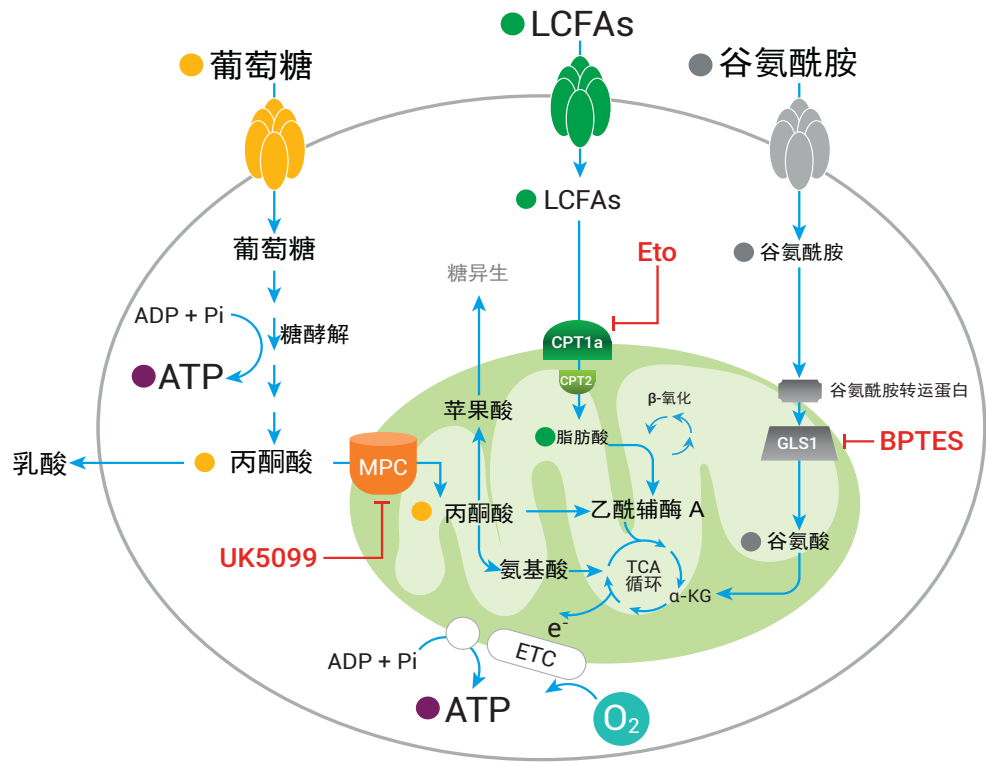 LCFAs
葡萄糖
谷氨酰胺
LCFAs
葡萄糖
谷氨酰胺
Eto
糖异生
ADP + Pi
糖酵解
CPT1a
ATP
CPT2
谷氨酰胺转运蛋白
β-氧化
苹果酸
脂肪酸
GLS1
BPTES
乳酸
丙酮酸
MPC
丙酮酸
乙酰辅酶 A
谷氨酸
UK5099
氨基酸
TCA
循环
α-KG
e-
ETC
ADP + Pi
ATP
O2